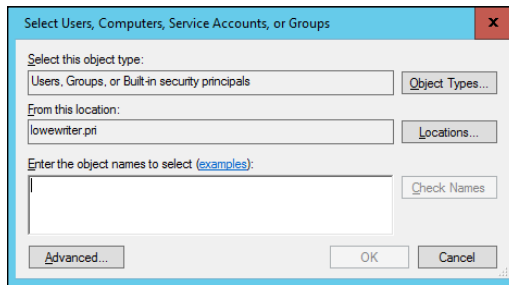 Select Users, Computers, Service Accounts, or Groups
x
Select this object type:
Users, Groups, or Built-in security principals
Object Types...
From this location:
lowewriter.pri
Locations...
Enter the object names to select (examples):
Check Names
Advanced...
OK
Cancel